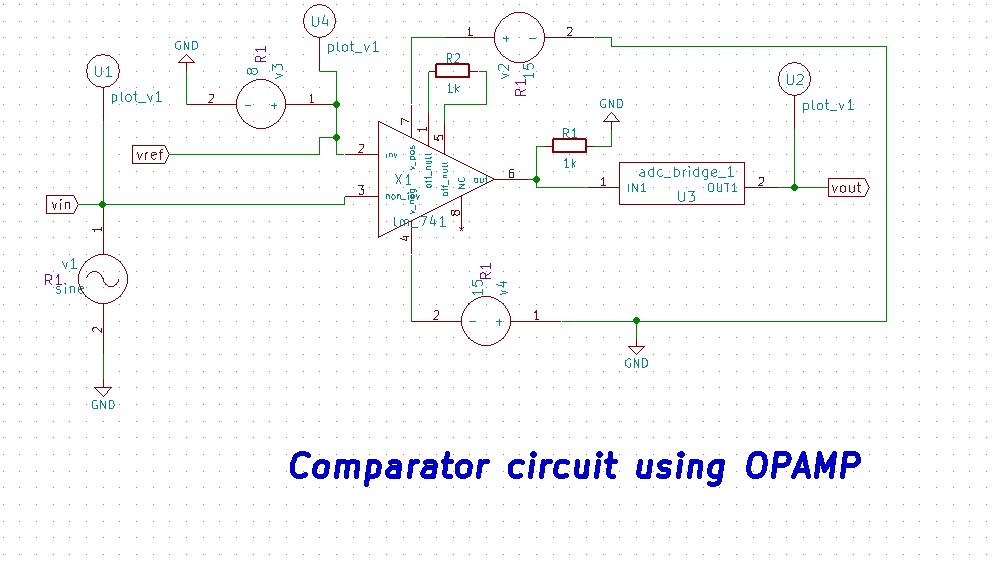 U4
plot_v1
GND
8
R1
v3
2
-
+
1
U1
plot_v1
vref
vin
1
v1
R1
sine
2
GND
1
+
-
2
v2
R1
15
R2
1k
7
1
5
2
3
v_pos
off_null
off_null
NC
out
X1
v_neg
lm_741
4
8
6
GND
R1
1k
1
adc_bridge_1
IN1
OUT1
U3
2
U2
plot_v1
vout
15
R1
v4
2
-
+
1
GND
Comparator circuit using OPAMP